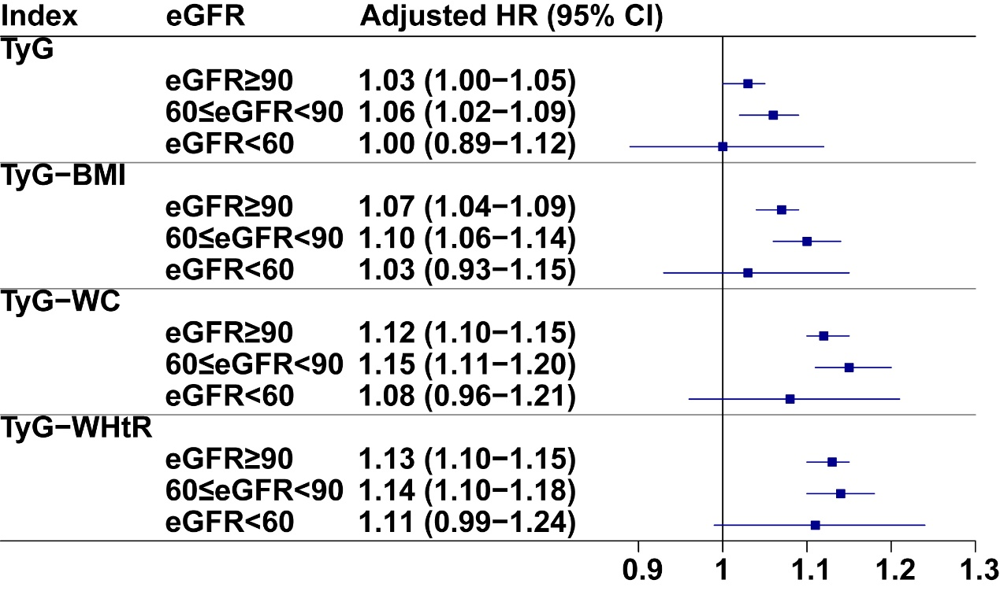 Index eGFR Adjusted HR (95% CI)
TyG
eGFR≥90 1.03 (1.00−1.05)
60≤eGFR<90 1.06 (1.02−1.09)
eGFR<60 1.00 (0.89−1.12)
TyG−BMI
eGFR≥90 1.07 (1.04−1.09)
60≤eGFR<90 1.10 (1.06−1.14)
eGFR<60 1.03 (0.93−1.15)
TyG−WC
eGFR≥90 1.12 (1.10−1.15)
60≤eGFR<90 1.15 (1.11−1.20)
eGFR<60 1.08 (0.96−1.21)
TyG−WHtR
eGFR≥90 1.13 (1.10−1.15)
60≤eGFR<90 1.14 (1.10−1.18)
eGFR<60 1.11 (0.99−1.24)
0.9 1 1.1 1.2 1.3